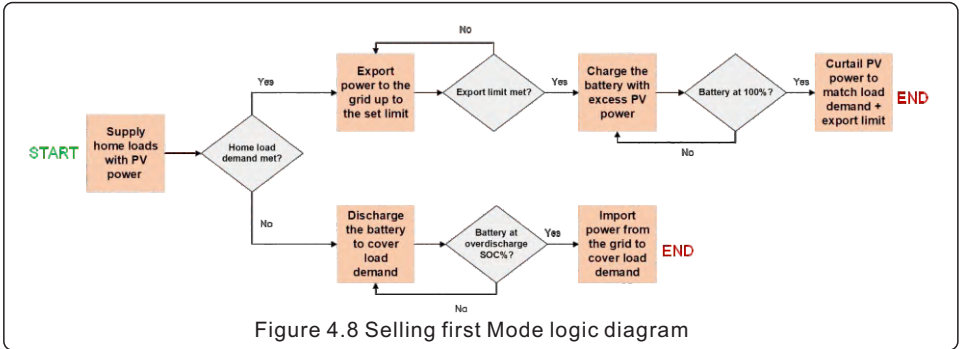 START
Supply
home loads
with PV
power
Home load
demand met?
Yes
Export
power to the
grid up to
the set limit
No
Export limit met?
Yes
Charge the
battery with
excess PV
power
Battery at 100%?
No
Yes
Curtail PV
power to
match load
demand +
export limit
END
No
Discharge
the battery
to cover
load
demand
Battery at
overdischarge
SOC%?
No
Yes
Import
power from
the grid to
cover load
demand
END
Figure 4.8 Selling first Mode logic diagram